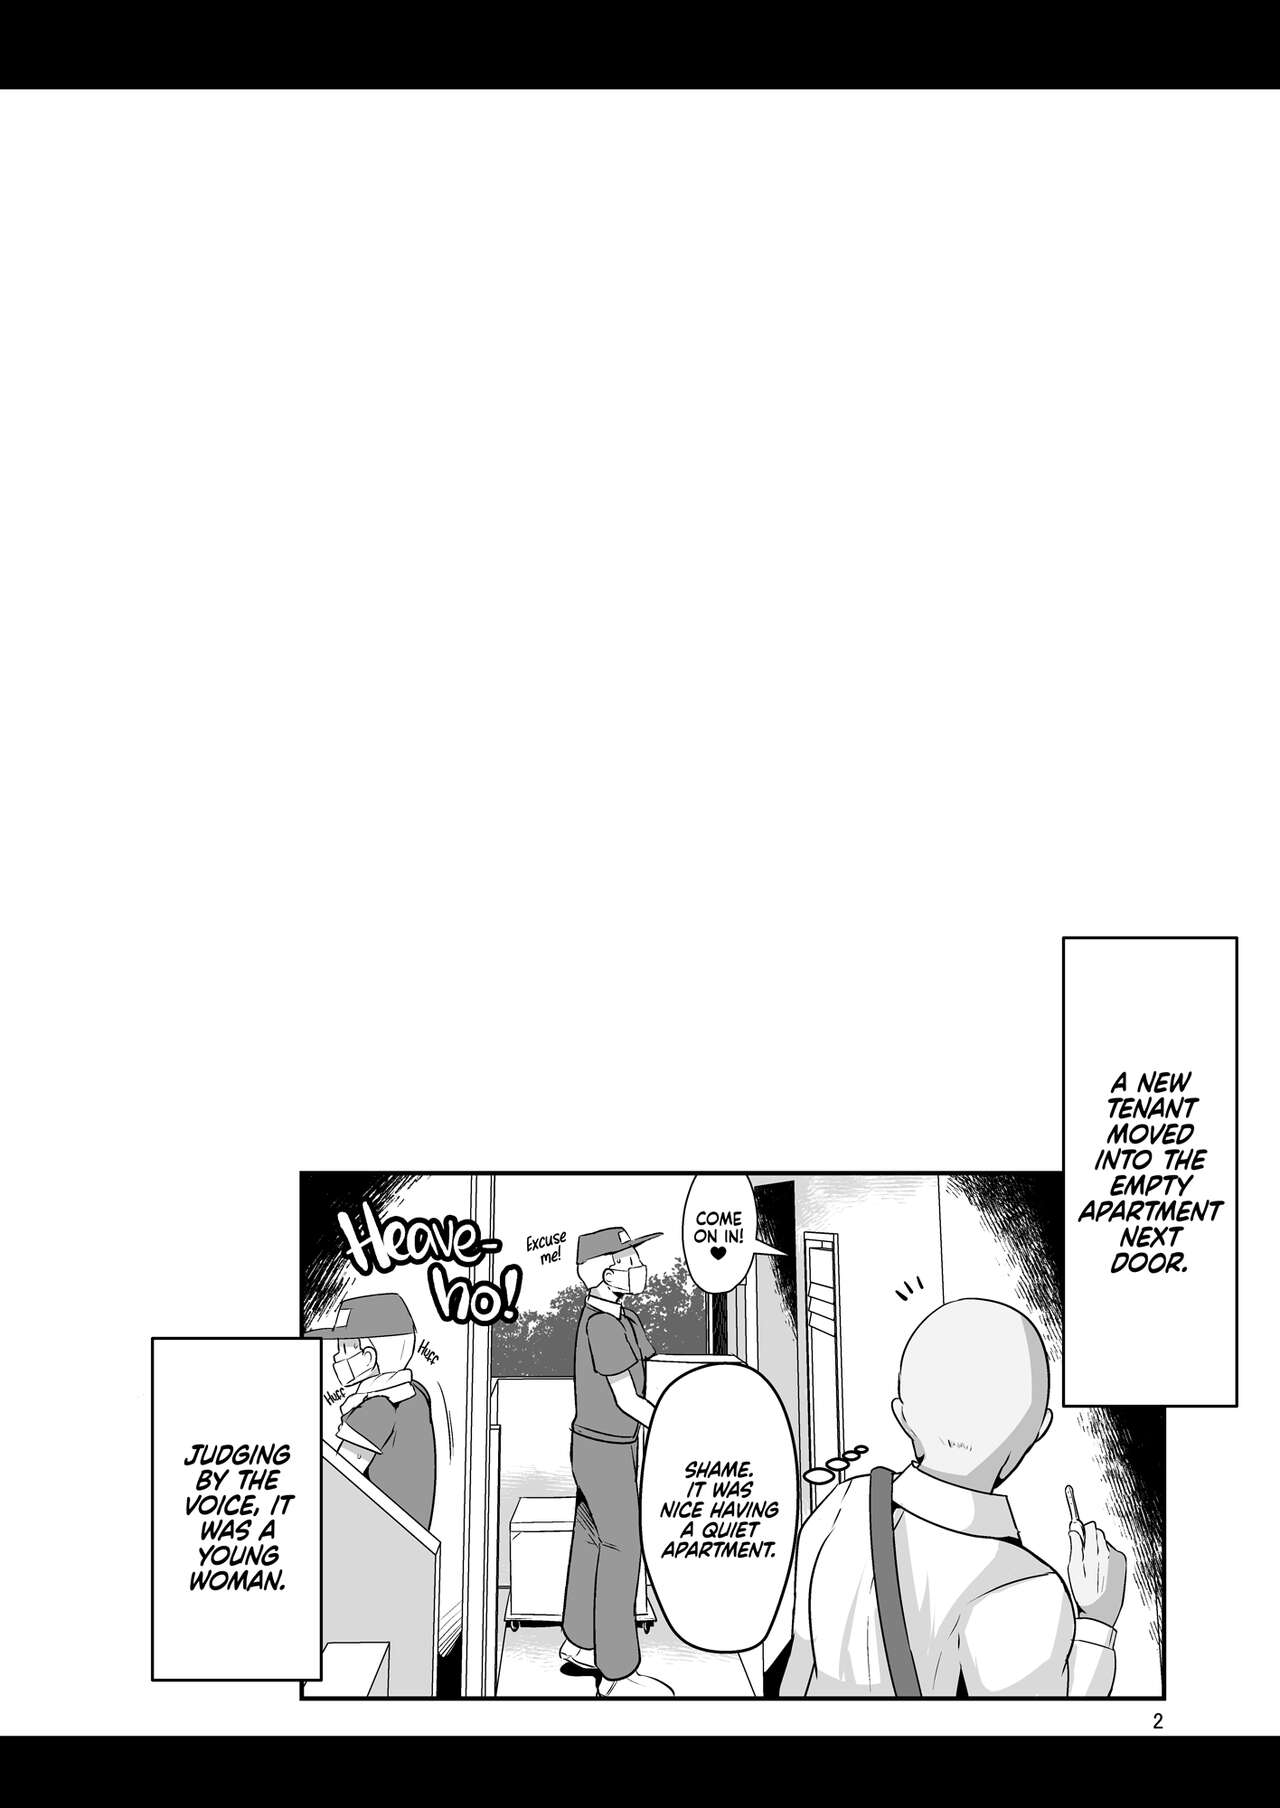 A NEW
TENANT
MOVED
INTO THE
EMPTY
APARTMENT
NEXT
DOOR.
COME
ON IN!
♥
Excuse
me!
Heave-
ho!
Huff
Huff
SHAME.
IT WAS
NICE HAVING
A QUIET
APARTMENT.
JUDGING
BY THE
VOICE, IT
WAS A
YOUNG
WOMAN.
2